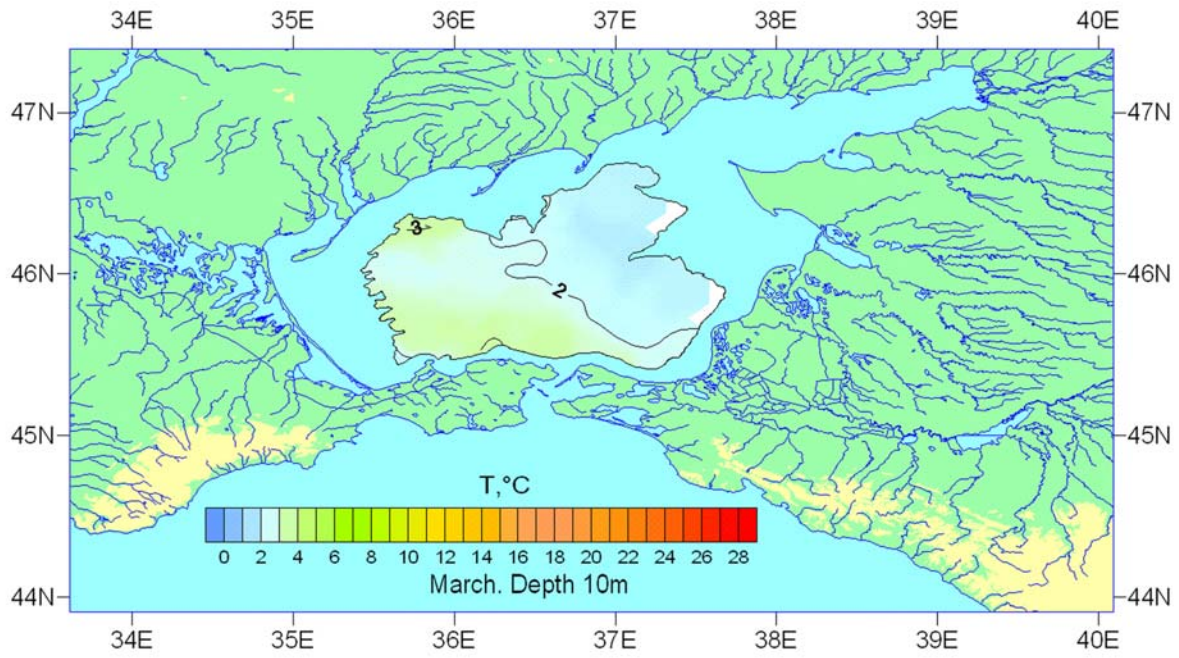 34E 35E 36E 37E 38E 39E 40E
47N 47N
3
46N 46N
2
45N 45N
T,°C
0 2 4 6 8 10 12 14 16 18 20 22 24 26 28
March. Depth 10m
44N 44N
34E 35E 36E 37E 38E 39E 40E